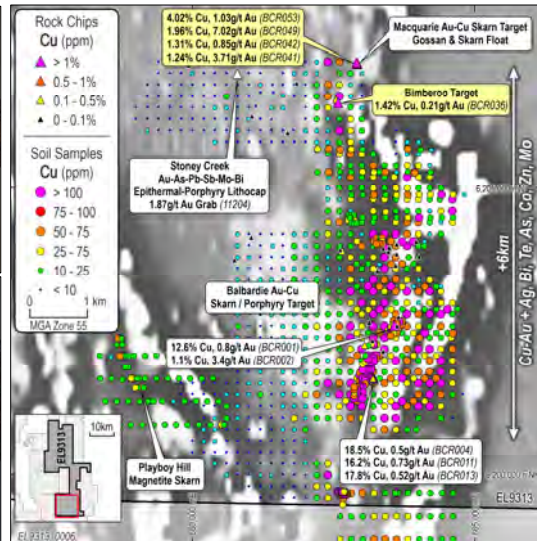 Rock Chips
Cu (ppm)
> 1%
0.5 - 1%
0.1 - 0.5%
0 - 0.1%
Soil Samples
Cu (ppm)
> 100
75 - 100
50 - 75
25 - 75
10 - 25
< 10
0 1 km
MGA Zone 55
4.02% Cu, 1.03g/t Au (BCR053)
1.96% Cu, 7.02g/t Au (BCR049)
1.31% Cu, 0.85g/t Au (BCR042)
1.24% Cu, 3.71g/t Au (BCR041)
Macquarie Au-Cu Skarn Target
Gossan & Skarn Float
Bimberoo Target
1.42% Cu, 0.21g/t Au (BCR036)
Stoney Creek
Au-As-Pb-Sb-Mo-Bi
Epithermal-Porphyry Lithocap
1.87g/t Au Grab (11204)
+6km
Cu-Au + Ag, Bi, Te, As, Co, Zn, Mo
Balbardie Au-Cu
Skarn / Porphyry Target
12.6% Cu, 0.8g/t Au (BCR001)
1.1% Cu, 3.4g/t Au (BCR002)
18.5% Cu, 0.5g/t Au (BCR004)
16.2% Cu, 0.73g/t Au (BCR011)
17.8% Cu, 0.52g/t Au (BCR013)
Playboy Hill
Magnetite Skarn
10km
EL9313
EL9313
EL9313_0006